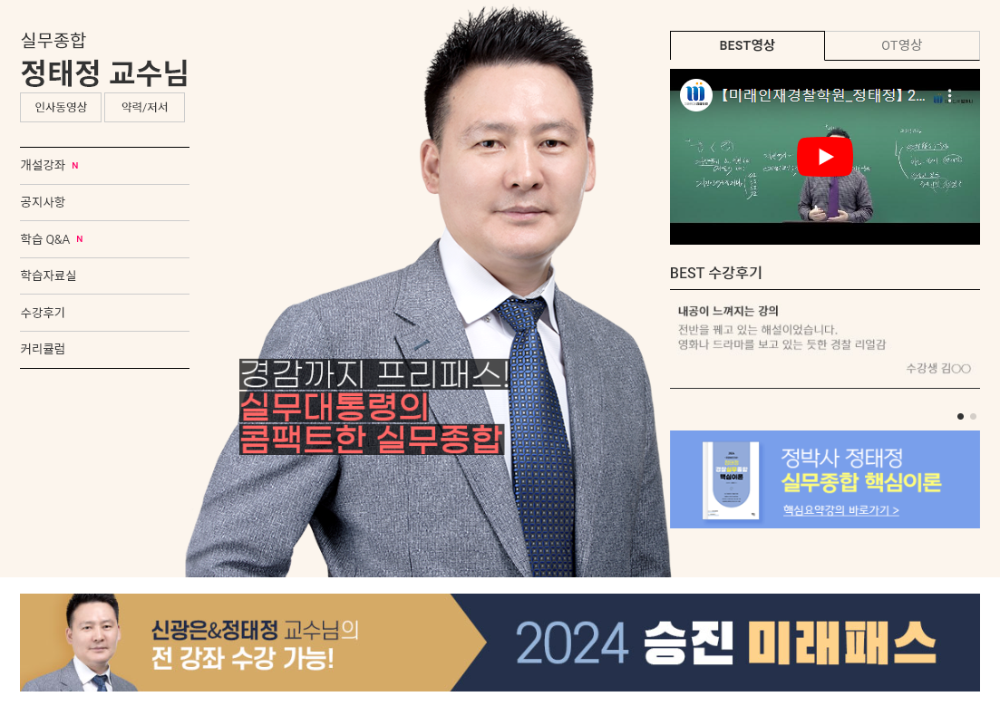 실무종합
정태정 교수님
인사동영상
약력/저서
개설강좌 N
공지사항
학습 Q&A N
학습자료실
수강후기
커리큘럼
경감까지 프리패스!
실무대통령의
콤팩트한 실무종합
BEST영상
OT영상
【미래인재경찰학원_정태정】 2...
BEST 수강후기
내공이 느껴지는 강의
전반을 꿰고 있는 해설이었습니다.
영화나 드라마를 보고 있는 듯한 경찰 리얼감
수강생 김○○
정박사 정태정
실무종합 핵심이론
핵심요약강의 바로가기 >
신광은&정태정 교수님의
전 강좌 수강 가능!
2024 승진 미래패스